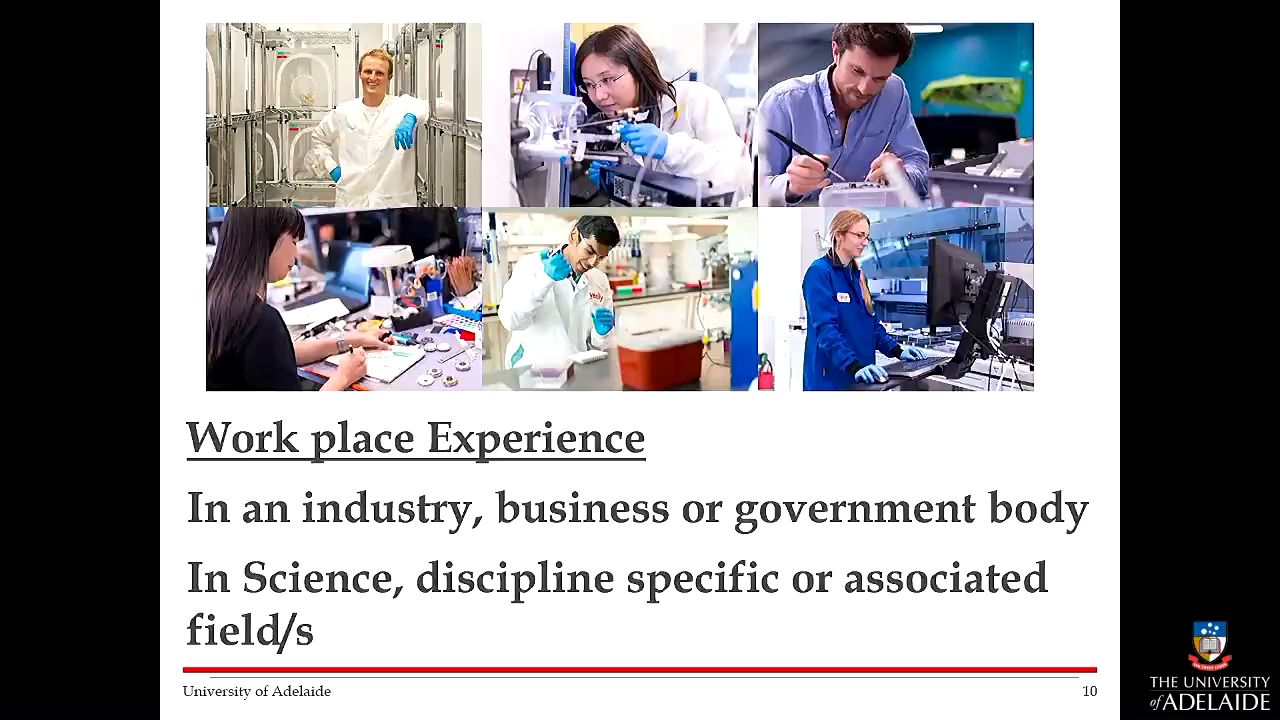 verily
Work place Experience
In an industry, business or government body
In Science, discipline specific or associated
field/s
University of Adelaide
10
THE UNIVERSITY
of ADELAIDE